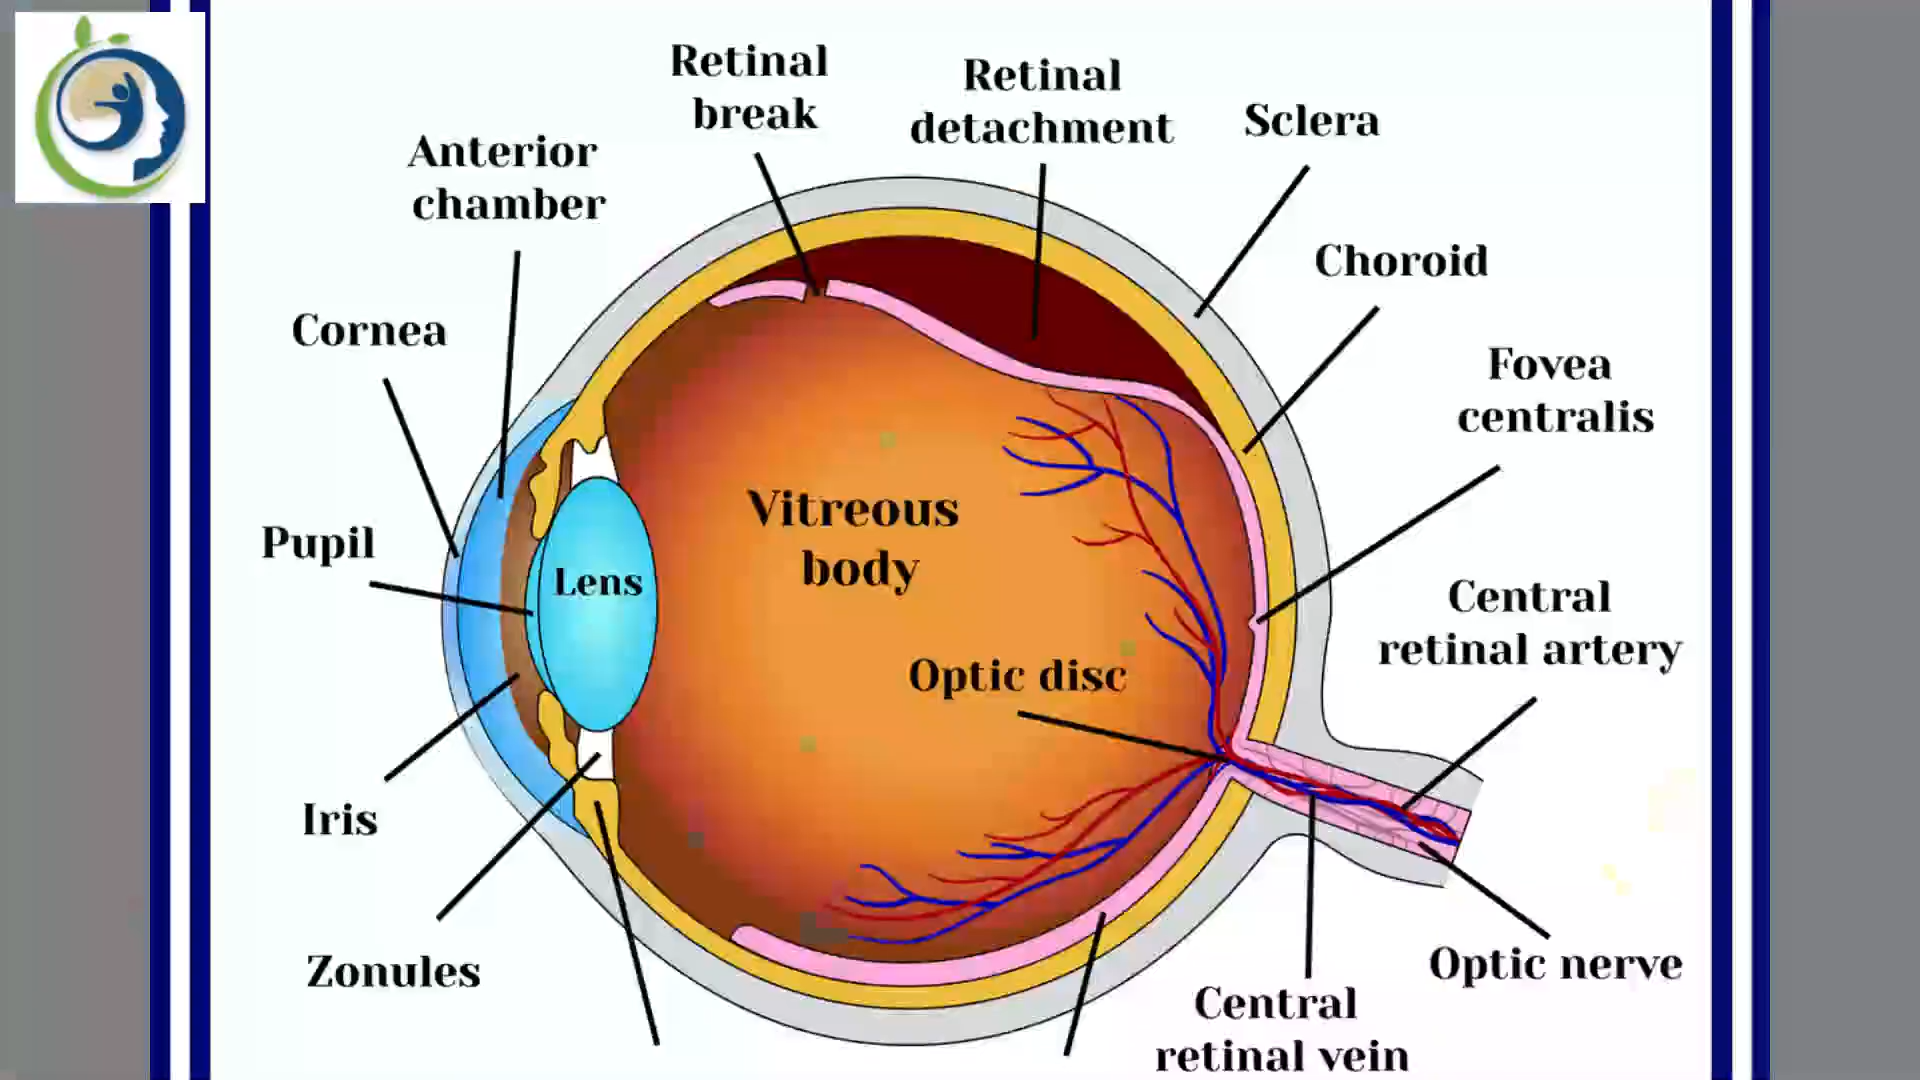 Retinal
break
Retinal
detachment
Sclera
Anterior
chamber
Choroid
Cornea
Fovea
centralis
Vitreous
body
Pupil
Lens
Central
retinal artery
Optic disc
Iris
Zonules
Optic nerve
Central
retinal vein